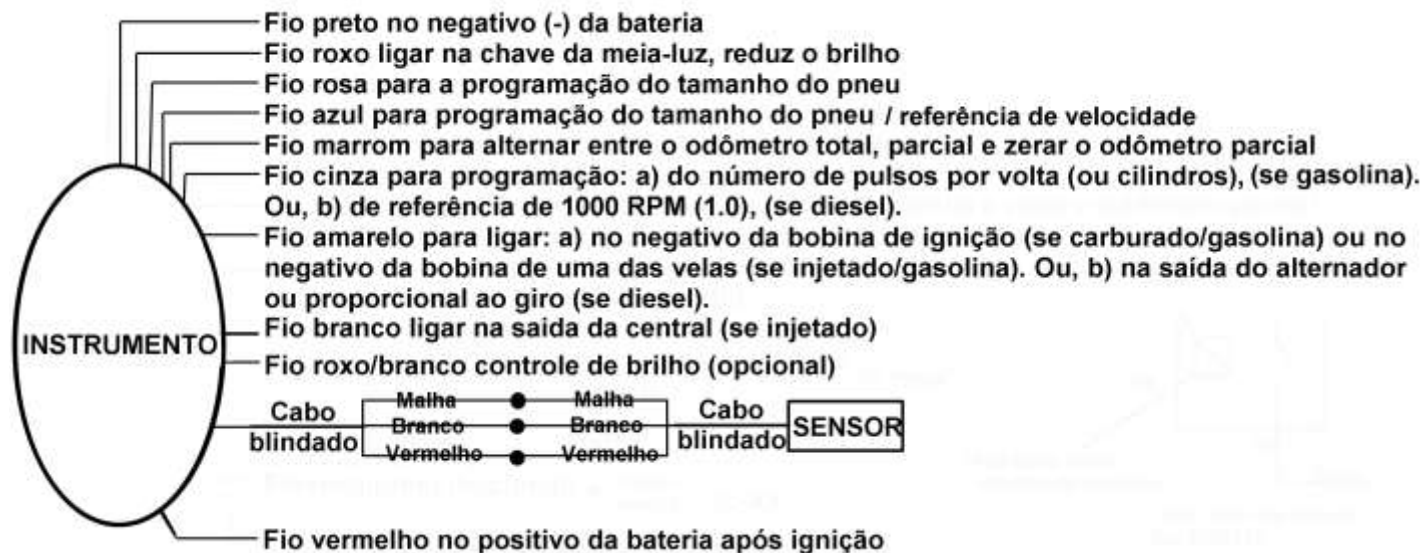 Fio preto no negativo (-) da bateria
Fio roxo ligar na chave da meia-luz, reduz o brilho
Fio rosa para a programação do tamanho do pneu
Fio azul para programação do tamanho do pneu / referência de velocidade
Fio marrom para alternar entre o odômetro total, parcial e zerar o odômetro parcial
Fio cinza para programação: a) do número de pulsos por volta (ou cilindros), (se gasolina).
Ou, b) de referência de 1000 RPM (1.0), (se diesel).
Fio amarelo para ligar: a) no negativo da bobina de ignição (se carburado/gasolina) ou no
negativo da bobina de uma das velas (se injetado/gasolina). Ou, b) na saída do alternador
ou proporcional ao giro (se diesel).
Fio branco ligar na saida da central (se injetado)
INSTRUMENTO
Fio roxo/branco controle de brilho (opcional)
Cabo blindado
Malha Malha
Branco Branco
Vermelho Vermelho
Cabo blindado
SENSOR
Fio vermelho no positivo da bateria após ignição